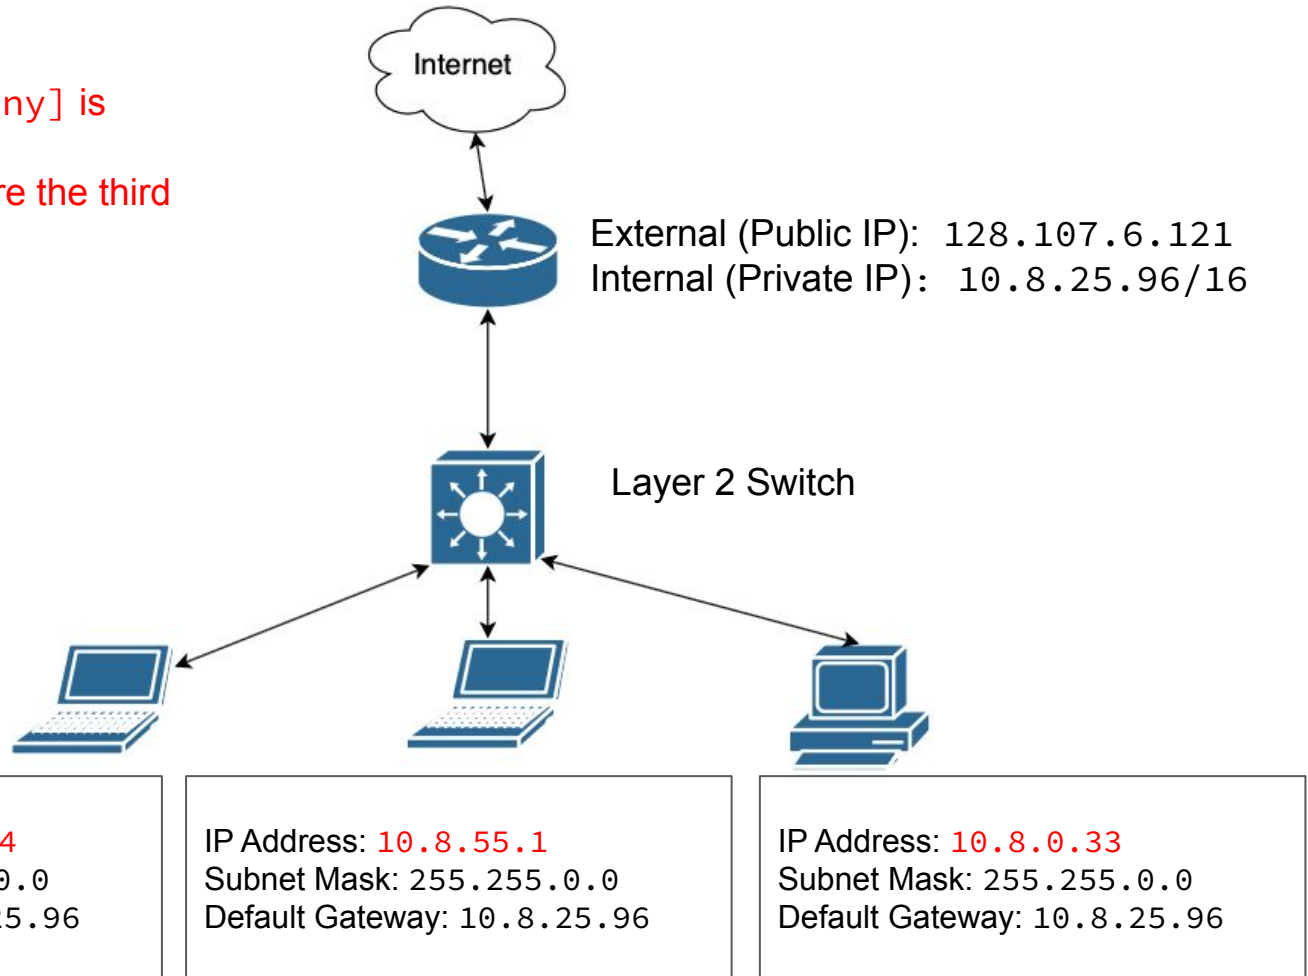 Internet
ny] is
re the third
External (Public IP): 128.107.6.121
Internal (Private IP): 10.8.25.96/16
Layer 2 Switch
4
0.0
25.96
IP Address: 10.8.55.1
Subnet Mask: 255.255.0.0
Default Gateway: 10.8.25.96
IP Address: 10.8.0.33
Subnet Mask: 255.255.0.0
Default Gateway: 10.8.25.96